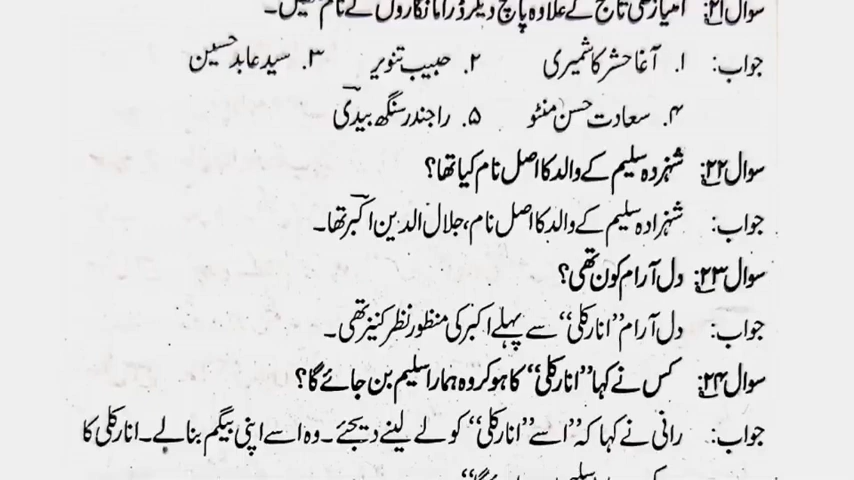 سوال ۲۱: امتیاز علی تاج کے علاوہ پانچ دیگر ڈراما نگاروں کے نام لکھیں۔
جواب: ۱. آغا حشر کاشمیری ۲. حبیب تنویر ۳. سید عابد حسین
۴. سعادت حسن منٹو ۵. راجندر سنگھ بیدی
سوال ۲۲: شہزدہ سلیم کے والد کا اصل نام کیا تھا؟
جواب: شہزادہ سلیم کے والد کا اصل نام، جلال الدین اکبر تھا۔
سوال ۲۳: دل آرام کون تھی؟
جواب: دل آرام “انارکلی” سے پہلے اکبر کی منظور نظر کنیز تھی۔
سوال ۲۴: کس نے کہا “انارکلی” کا ہو کر وہ ہمارا سلیم بن جائے گا؟
جواب: رانی نے کہا کہ “اسے “انارکلی” کو لے لینے دیجئے۔ وہ اسے اپنی بیگم بنا لے۔ انارکلی کا